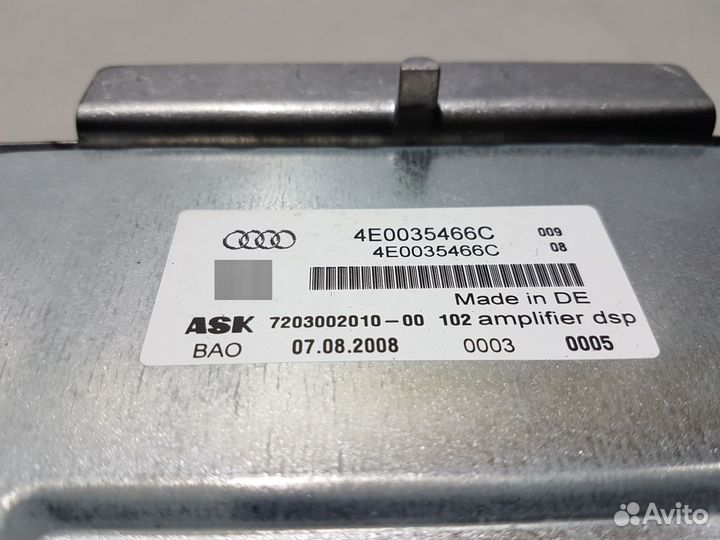 4E0035466C 009
4E0035466C 08
Made in DE
ASK 7203002010-00 102 amplifier dsp
BAO 07.08.2008 0003 0005
Avito